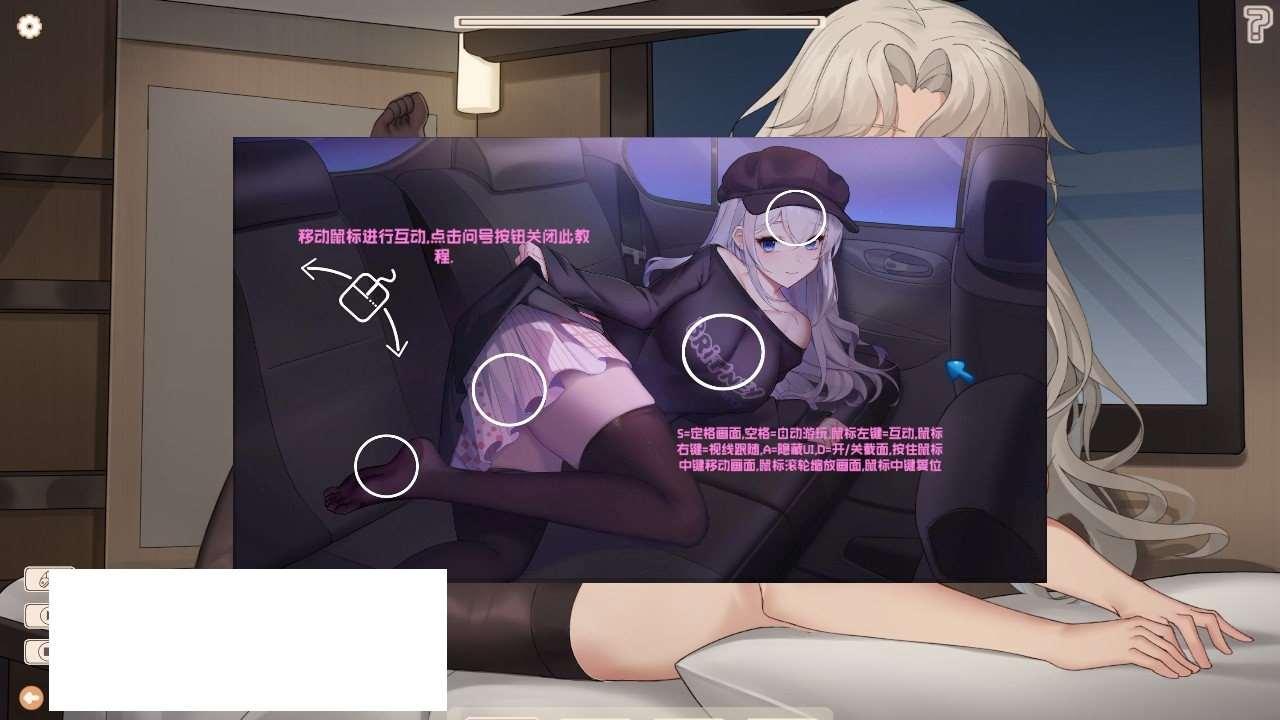 移动鼠标进行互动,点击问号按钮关闭此教
程.
BRITNEY
S=定格画面,空格=自动游玩,鼠标左键=互动,鼠标
右键=视线跟随,A=隐藏UI,D=开/关截面,按住鼠标
中键移动画面,鼠标滚轮缩放画面,鼠标中键复位